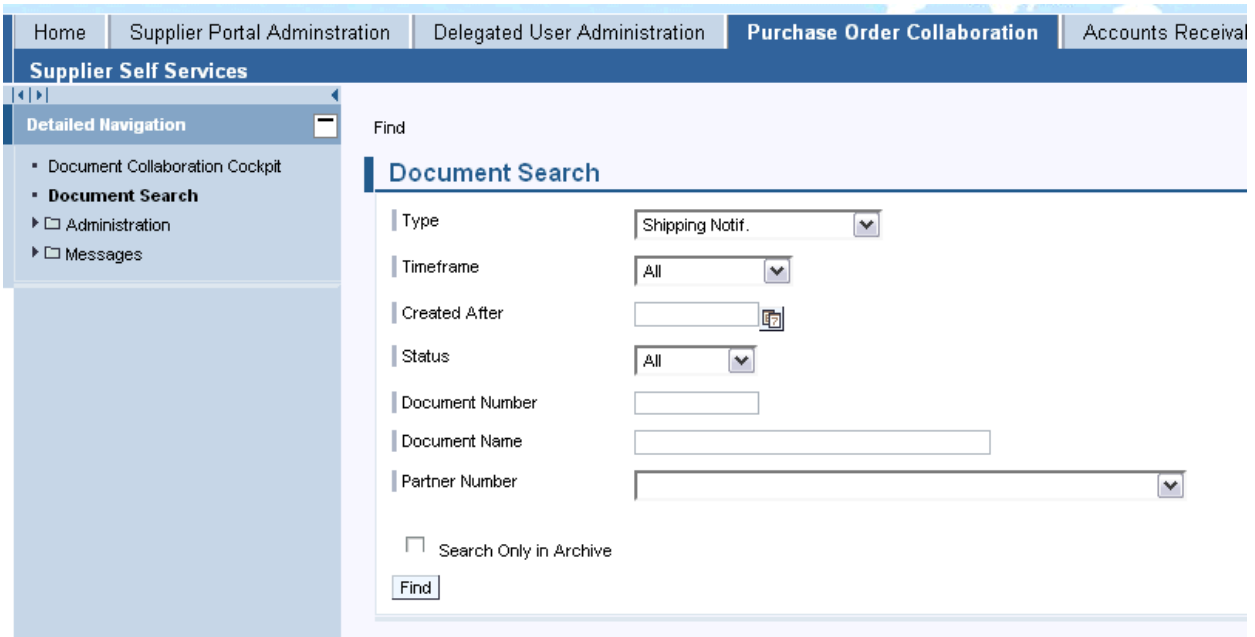 Home Supplier Portal Adminstration Delegated User Administration Purchase Order Collaboration Accounts Receival
Supplier Self Services
Detailed Navigation
Document Collaboration Cockpit
Document Search
Administration
Messages
Find
Document Search
Type Shipping Notif.
Timeframe All
Created After
Status All
Document Number
Document Name
Partner Number
Search Only in Archive
Find